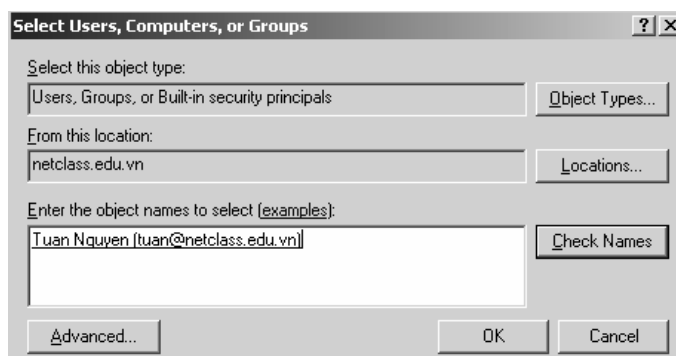 Select Users, Computers, or Groups
Select this object type:
Users, Groups, or Built-in security principals
Object Types...
From this location:
netclass.edu.vn
Locations...
Enter the object names to select (examples):
Tuan Nguyen (tuan@netclass.edu.vn)
Check Names
Advanced...
OK
Cancel